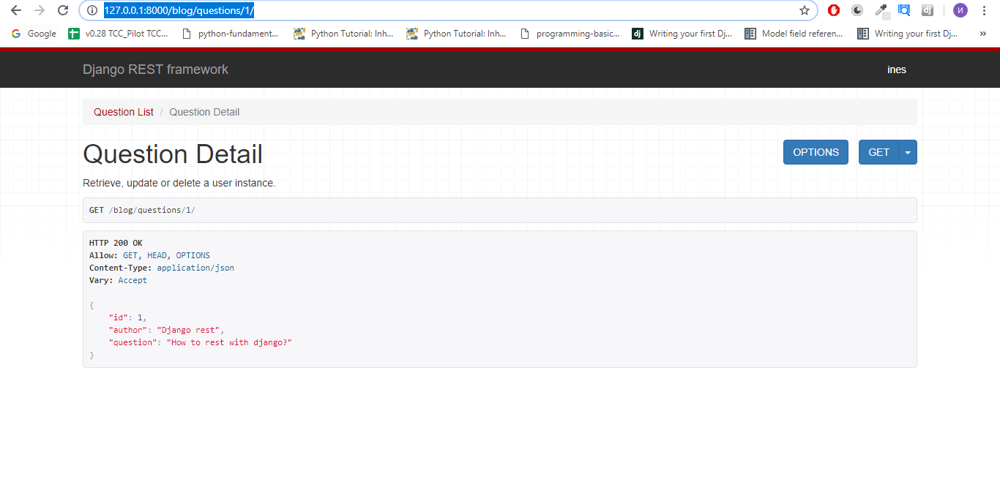 127.0.0.1:8000/blog/questions/1/
dj
И
Google
v0.28 TCC_Pilot TCC...
python-fundament...
Python Tutorial: Inh...
Python Tutorial: Inh...
programming-basic...
dj Writing your first Dj...
Model field referen...
Writing your first Dj...
»
Django REST framework
ines
Question List / Question Detail
Question Detail
OPTIONS
GET
Retrieve, update or delete a user instance.
GET /blog/questions/1/
HTTP 200 OK
Allow: GET, HEAD, OPTIONS
Content-Type: application/json
Vary: Accept
{
"id": 1,
"author": "Django rest",
"question": "How to rest with django?"
}